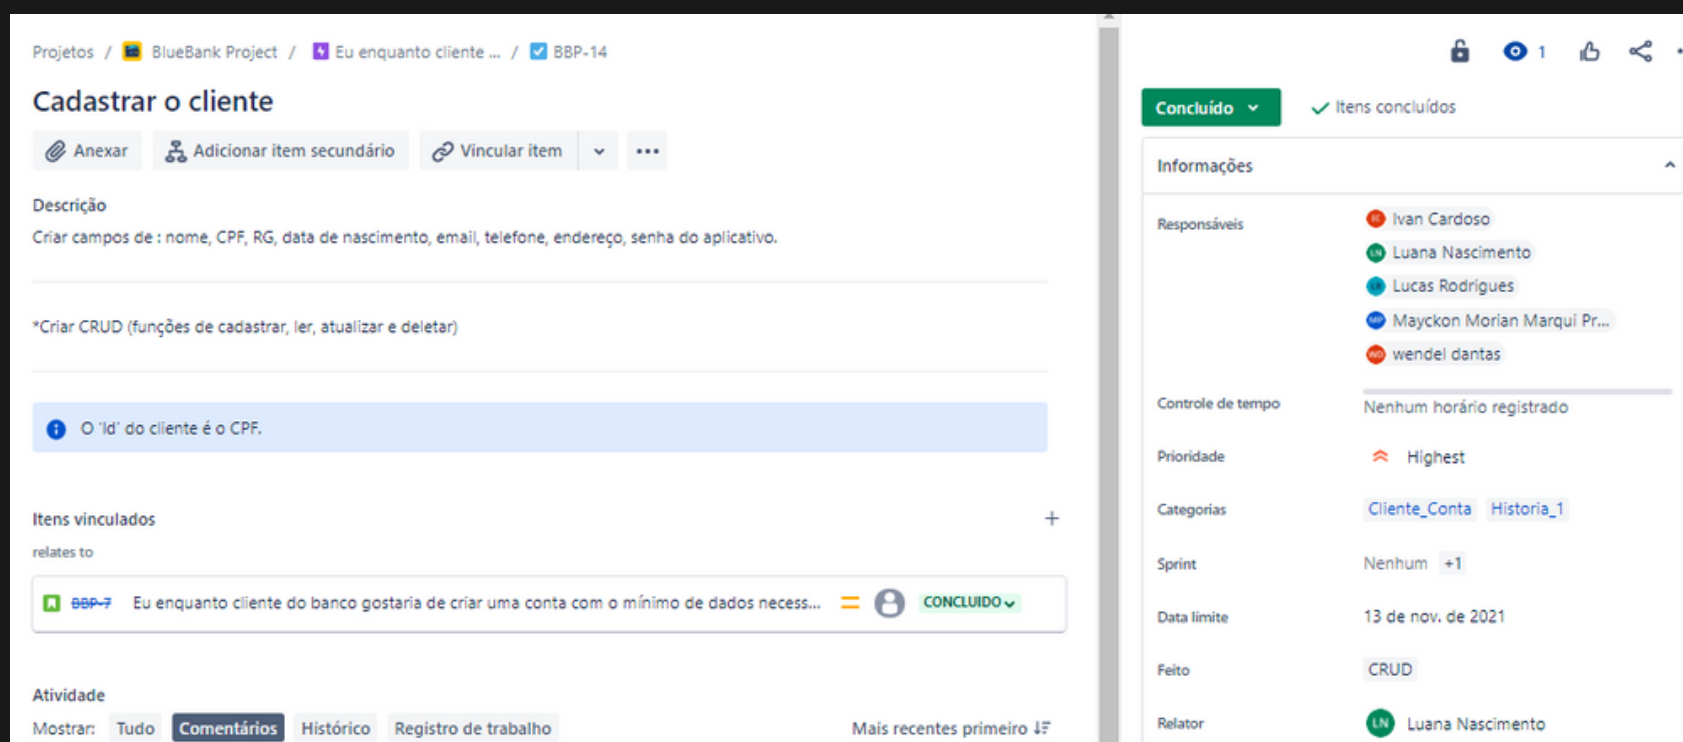 Projetos / BlueBank Project / Eu enquanto cliente ... / BBP-14
1
Cadastrar o cliente
Concluído
Itens concluídos
Anexar
Adicionar item secundário
Vincular item
Informações
Descrição
Criar campos de : nome, CPF, RG, data de nascimento, email, telefone, endereço, senha do aplicativo.
*Criar CRUD (funções de cadastrar, ler, atualizar e deletar)
O 'Id' do cliente é o CPF.
Itens vinculados
relates to
BBP-7 Eu enquanto cliente do banco gostaria de criar uma conta com o mínimo de dados necess... CONCLUIDO
Atividade
Mostrar: Tudo Comentários Histórico Registro de trabalho Mais recentes primeiro
Responsáveis
IC Ivan Cardoso
LN Luana Nascimento
LR Lucas Rodrigues
MP Mayckon Morian Marqui Pr...
WD wendel dantas
Controle de tempo Nenhum horário registrado
Prioridade Highest
Categorias Cliente_Conta Historia_1
Sprint Nenhum +1
Data limite 13 de nov. de 2021
Feito CRUD
Relator LN Luana Nascimento